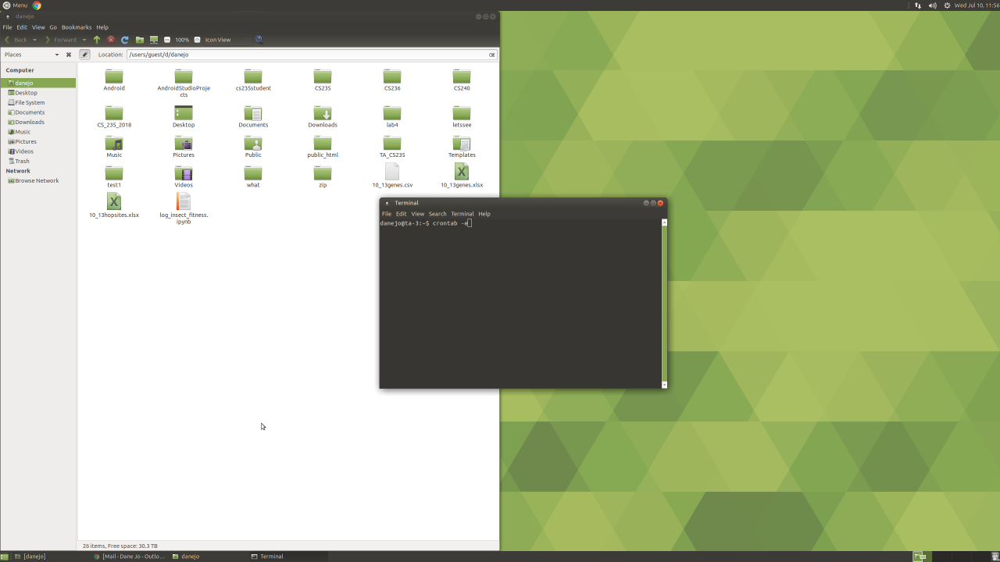 Menu
Wed Jul 10, 11:56
danejo
File Edit View Go Bookmarks Help
Back Forward 100% Icon View
Places Location: /users/guest/d/danejo
Computer
danejo
Desktop
File System
Documents
Downloads
Music
Pictures
Videos
Trash
Network
Browse Network
Android AndroidStudioProje cs235student CS235 CS236 CS240
cts
CS_235_2018 Desktop Documents Downloads lab4 letssee
Music Pictures Public public_html TA_CS235 Templates
test1 Videos what zip 10_13genes.csv 10_13genes.xlsx
10_13hopsites.xlsx log_insect_fitness.
ipynb
Terminal
File Edit View Search Terminal Help
danejo@ta-3:~$ crontab -e
26 items, Free space: 30.3 TB
[danejo] [Mail - Dane Jo - Outlo... danejo Terminal